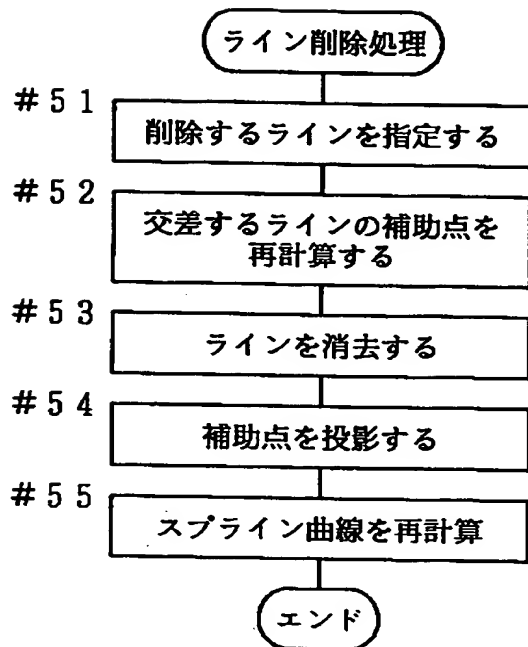 ライン削除処理
#51
削除するラインを指定する
#52
交差するラインの補助点を
再計算する
#53
ラインを消去する
#54
補助点を投影する
#55
スプライン曲線を再計算
エンド